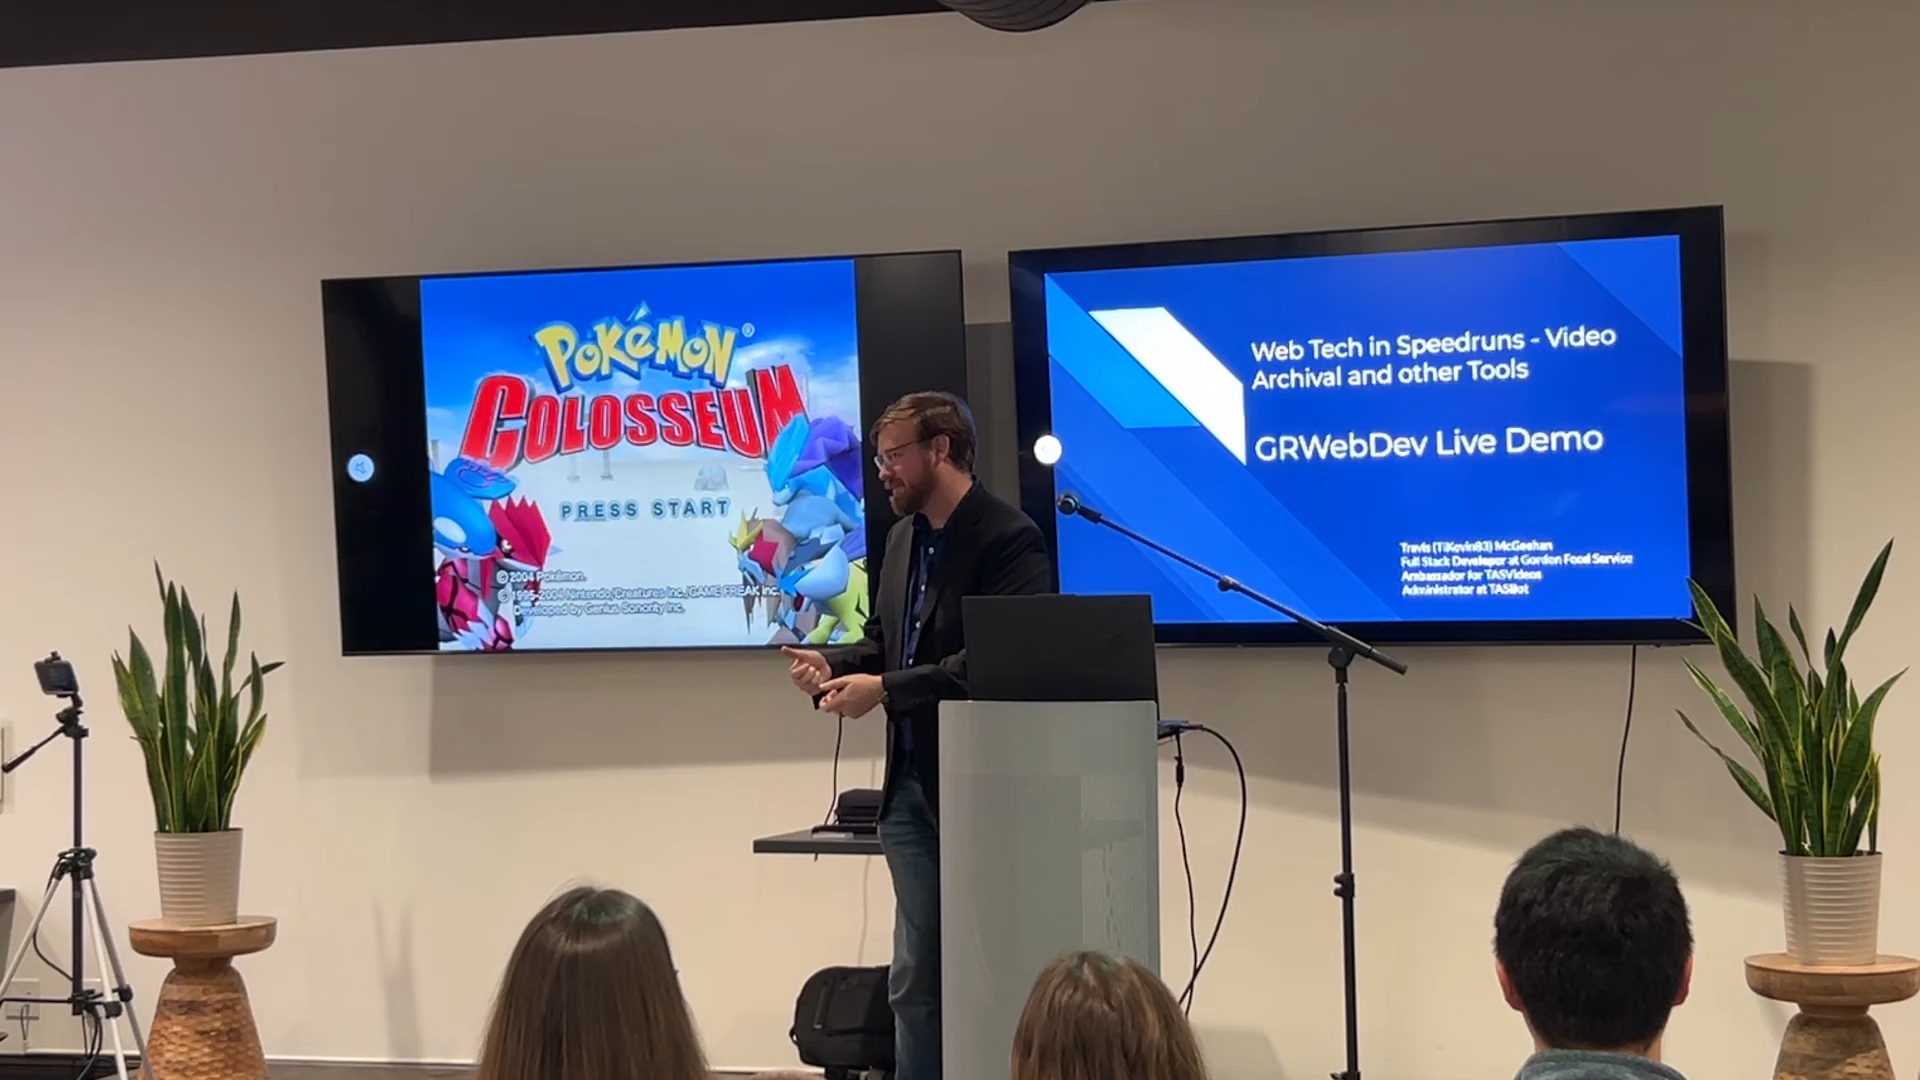 POKéMON®
COLOSSEUM
PRESS START
© 2004 Pokémon.
© 1995-2004 Nintendo/Creatures Inc./GAME FREAK inc.
Developed by Genius Sonority Inc.
Web Tech in Speedruns - Video
Archival and other Tools
GRWebDev Live Demo
Travis (TiKevin83) McGeehan
Full Stack Developer at Gordon Food Service
Ambassador for TASVideos
Administrator at TASBot